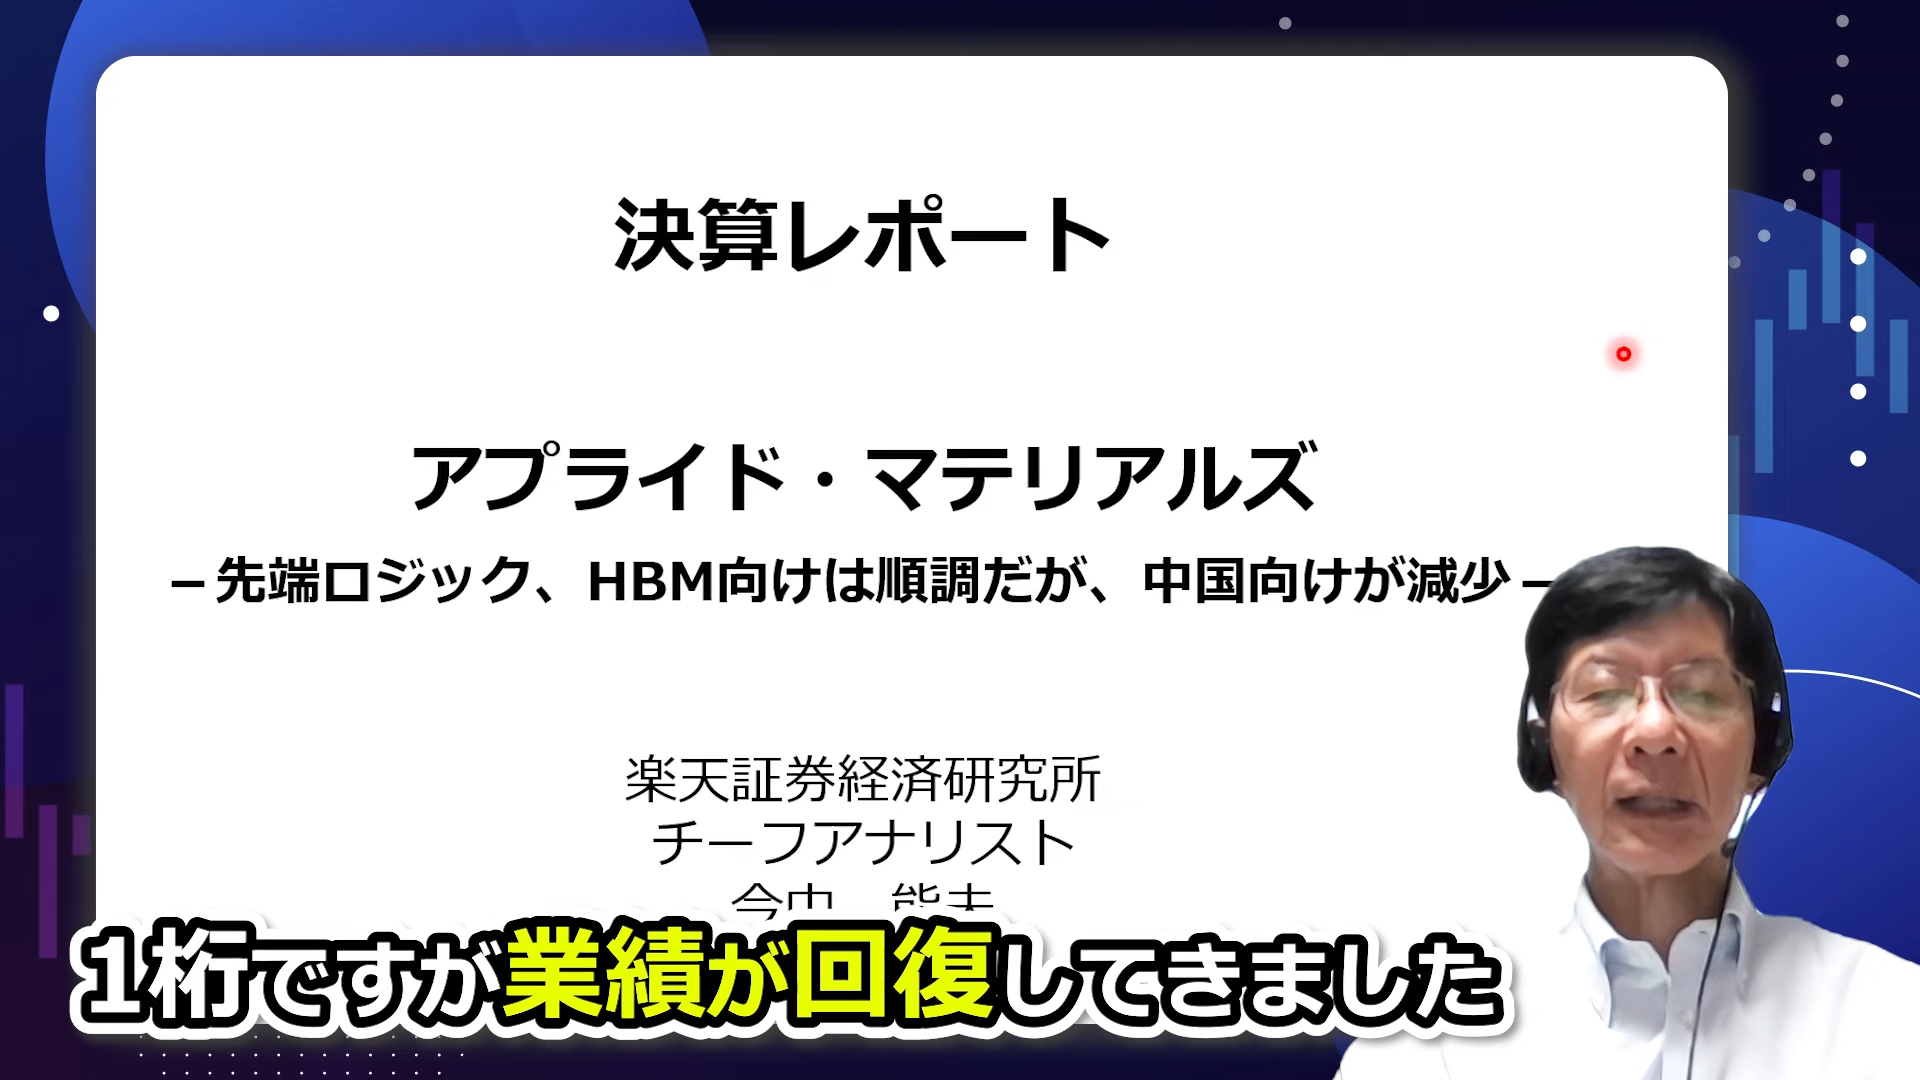 決算レポート
アプライド・マテリアルズ
－先端ロジック、HBM向けは順調だが、中国向けが減少－
楽天証券経済研究所
チーフアナリスト
1桁ですが業績が回復してきました